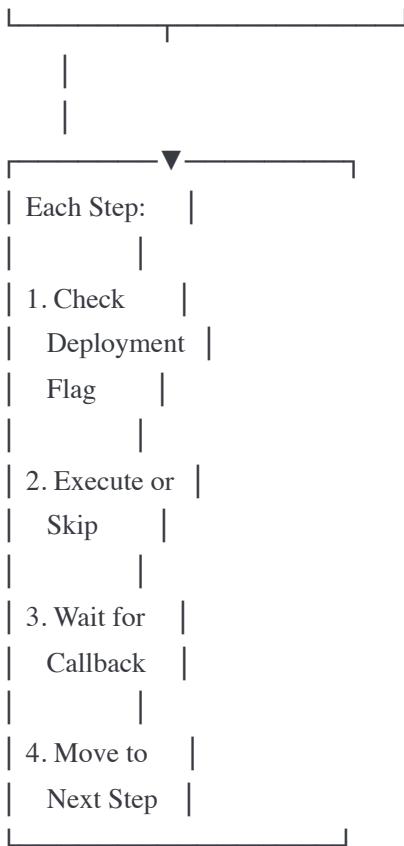 Each Step:
1. Check
Deployment
Flag
2. Execute or
Skip
3. Wait for
Callback
4. Move to
Next Step